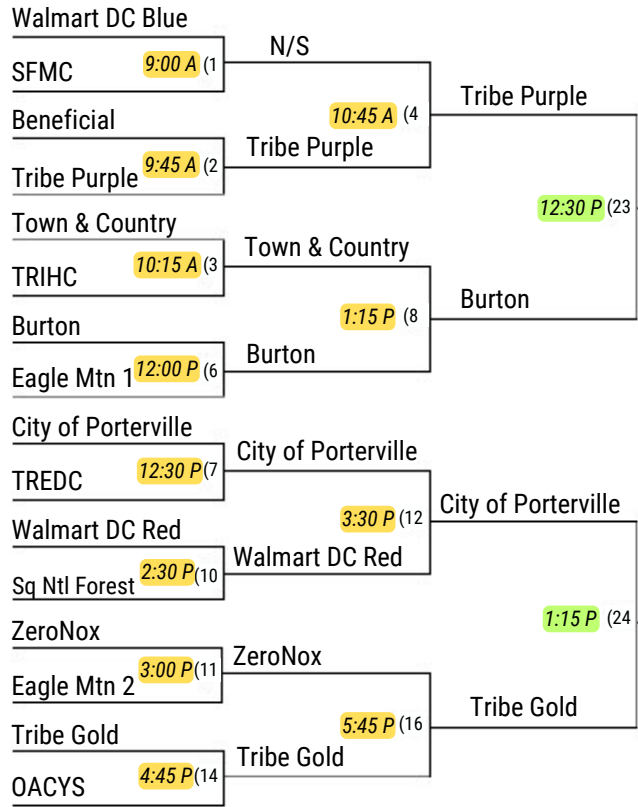 Walmart DC Blue
9:00 A (1
SFMC
N/S
Beneficial
9:45 A (2
Tribe Purple
Tribe Purple
10:45 A (4
Tribe Purple
Town & Country
10:15 A (3
TRIHC
Town & Country
Burton
12:00 P (6
Eagle Mtn 1
Burton
1:15 P (8
Burton
12:30 P (23
City of Porterville
12:30 P (7
TREDC
City of Porterville
Walmart DC Red
2:30 P (10
Sq Ntl Forest
Walmart DC Red
3:30 P (12
City of Porterville
ZeroNox
3:00 P (11
Eagle Mtn 2
ZeroNox
Tribe Gold
4:45 P (14
OACYS
Tribe Gold
5:45 P (16
Tribe Gold
1:15 P (24